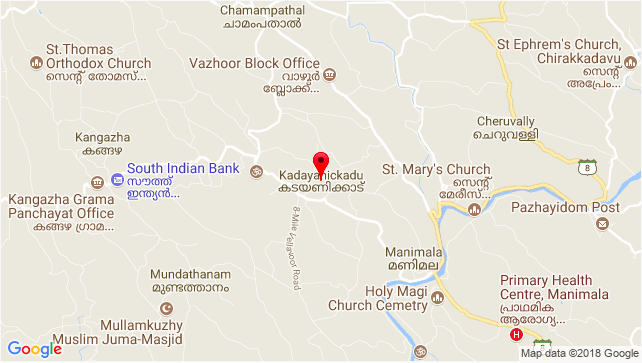 Chamampathal
ചാമംപതാൽ
St.Thomas
Orthodox Church
സെന്റ് തോമസ്...
Vazhoor Block Office
വാഴൂർ
ബ്ലോക്ക്...
St Ephrem's Church,
Chirakkadavu
സെന്റ്
അപ്രേം...
Cheruvally
ചെറുവള്ളി
8
Kangazha
കങ്ങഴ
South Indian Bank
സൗത്ത്
ഇന്ത്യൻ...
Kadayanickadu
കടയണിക്കാട്
St. Mary's Church
സെന്റ്
മേരീസ്...
Kangazha Grama
Panchayat Office
കങ്ങഴ ഗ്രാമ...
Pazhayidom Post
8-Mile Vellavoor Road
Manimala
മണിമല
Mundathanam
മുണ്ടത്താനം
Holy Magi
Church Cemetry
Primary Health
Centre, Manimala
പ്രാഥമിക
ആരോഗ്യ...
H
Mullamkuzhy
Muslim Juma-Masjid
8
Google
Map data ©2018 Google